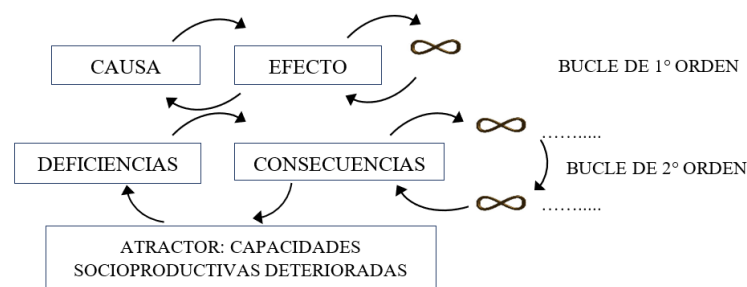 CAUSA
EFECTO
BUCLE DE 1° ORDEN
DEFICIENCIAS
CONSECUENCIAS
…….....
BUCLE DE 2° ORDEN
…….....
ATRACTOR: CAPACIDADES
SOCIOPRODUCTIVAS DETERIORADAS